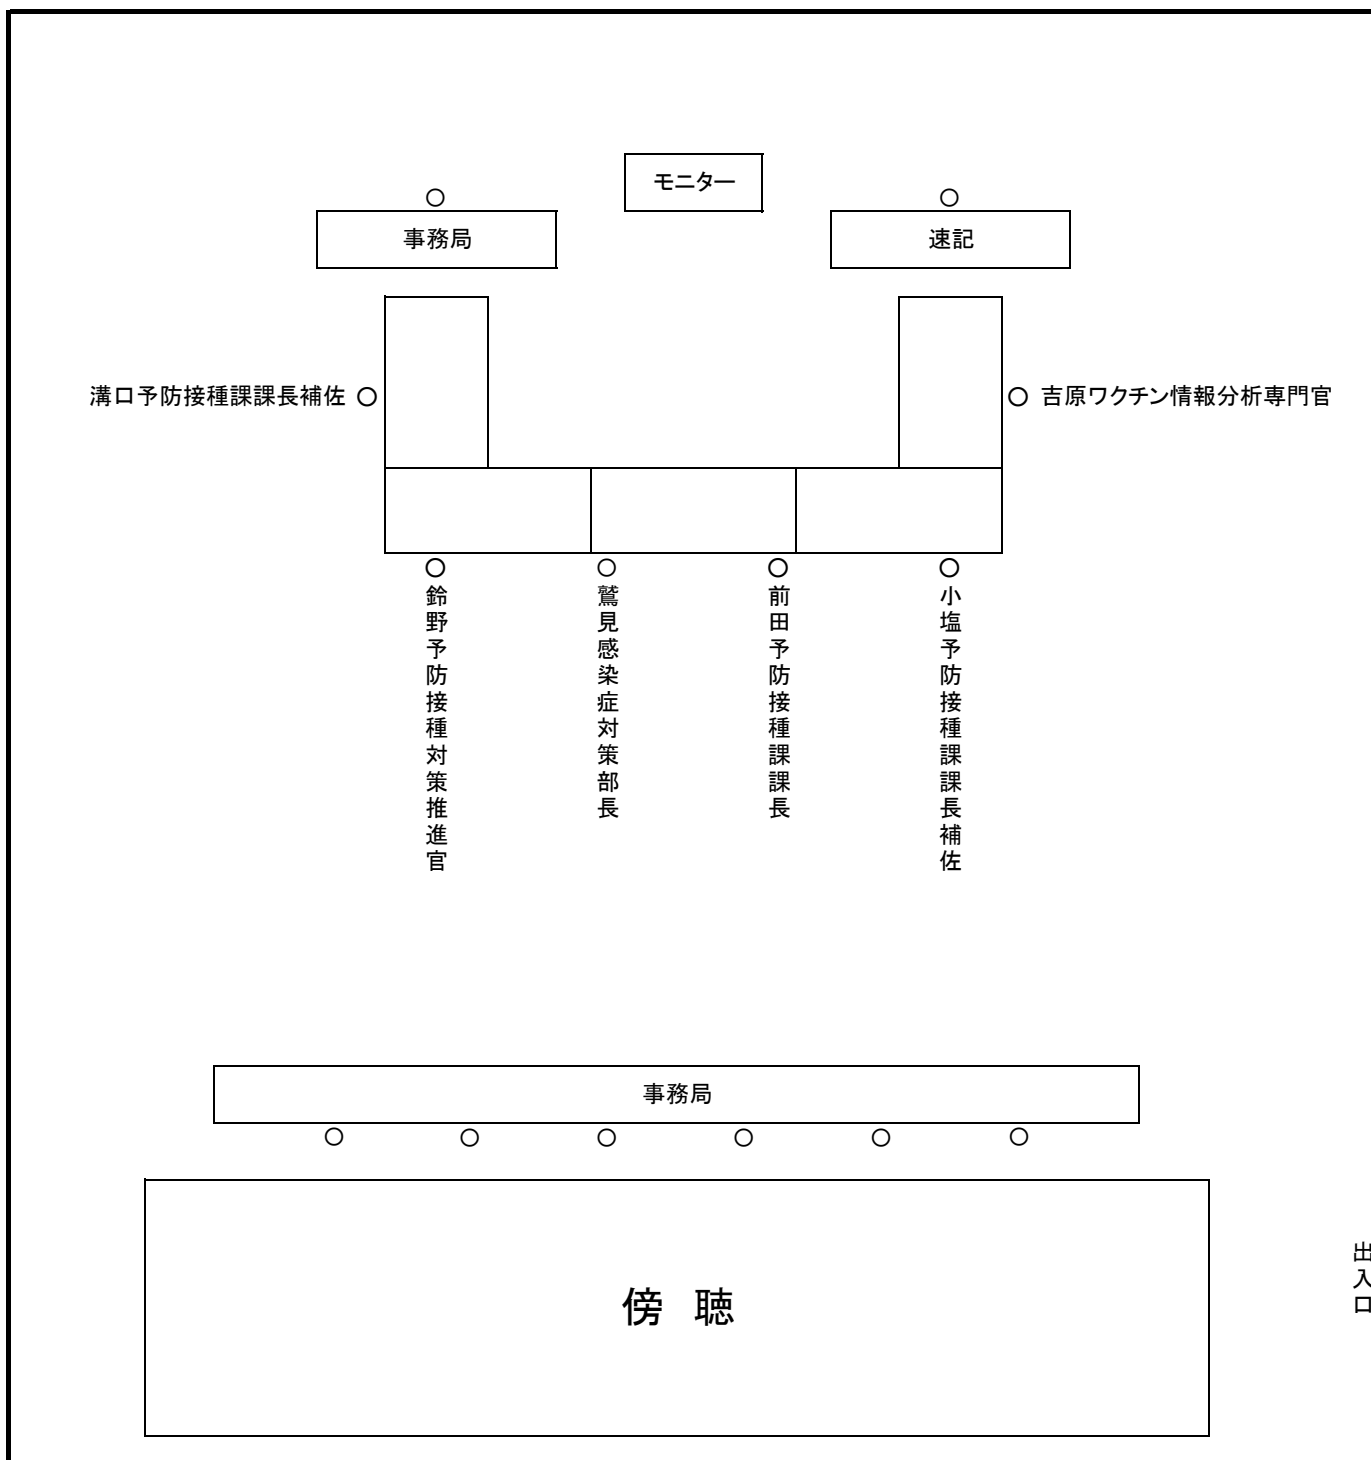 モニター
事務局
速記
溝口予防接種課課長補佐
吉原ワクチン情報分析専門官
鈴野予防接種対策推進官
鷲見感染症対策部長
前田予防接種課課長
小塩予防接種課課長補佐
事務局
傍 聴
出入口